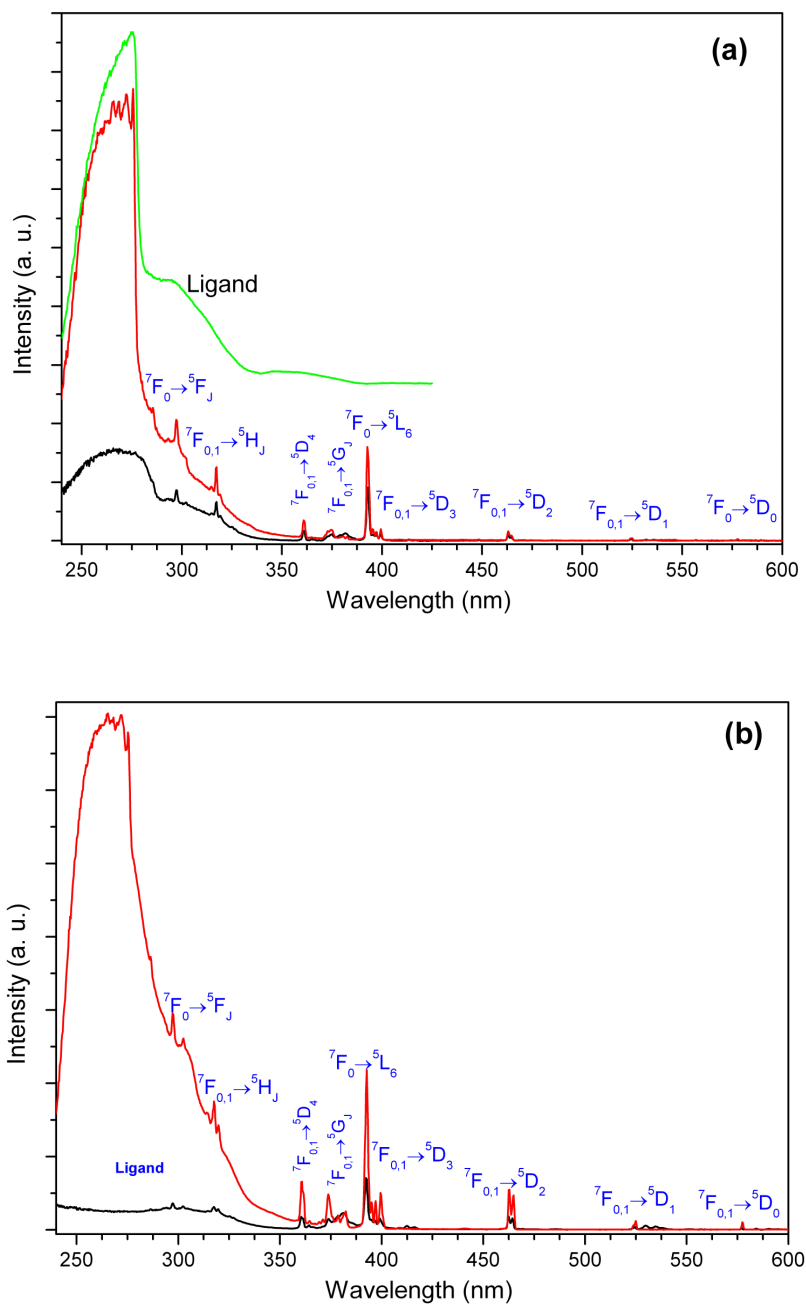 (a)
Ligand
⁷F₀→⁵F_J
⁷F₀,₁→⁵H_J
⁷F₀,₁→⁵D₄
⁷F₀,₁→⁵G_J
⁷F₀→⁵L₆
⁷F₀,₁→⁵D₃
⁷F₀,₁→⁵D₂
⁷F₀,₁→⁵D₁
⁷F₀→⁵D₀
Intensity (a. u.)
250 300 350 400 450 500 550 600
Wavelength (nm)
(b)
⁷F₀→⁵F_J
⁷F₀,₁→⁵H_J
Ligand
⁷F₀,₁→⁵D₄
⁷F₀,₁→⁵G_J
⁷F₀→⁵L₆
⁷F₀,₁→⁵D₃
⁷F₀,₁→⁵D₂
⁷F₀,₁→⁵D₁
⁷F₀,₁→⁵D₀
Intensity (a. u.)
250 300 350 400 450 500 550 600
Wavelength (nm)